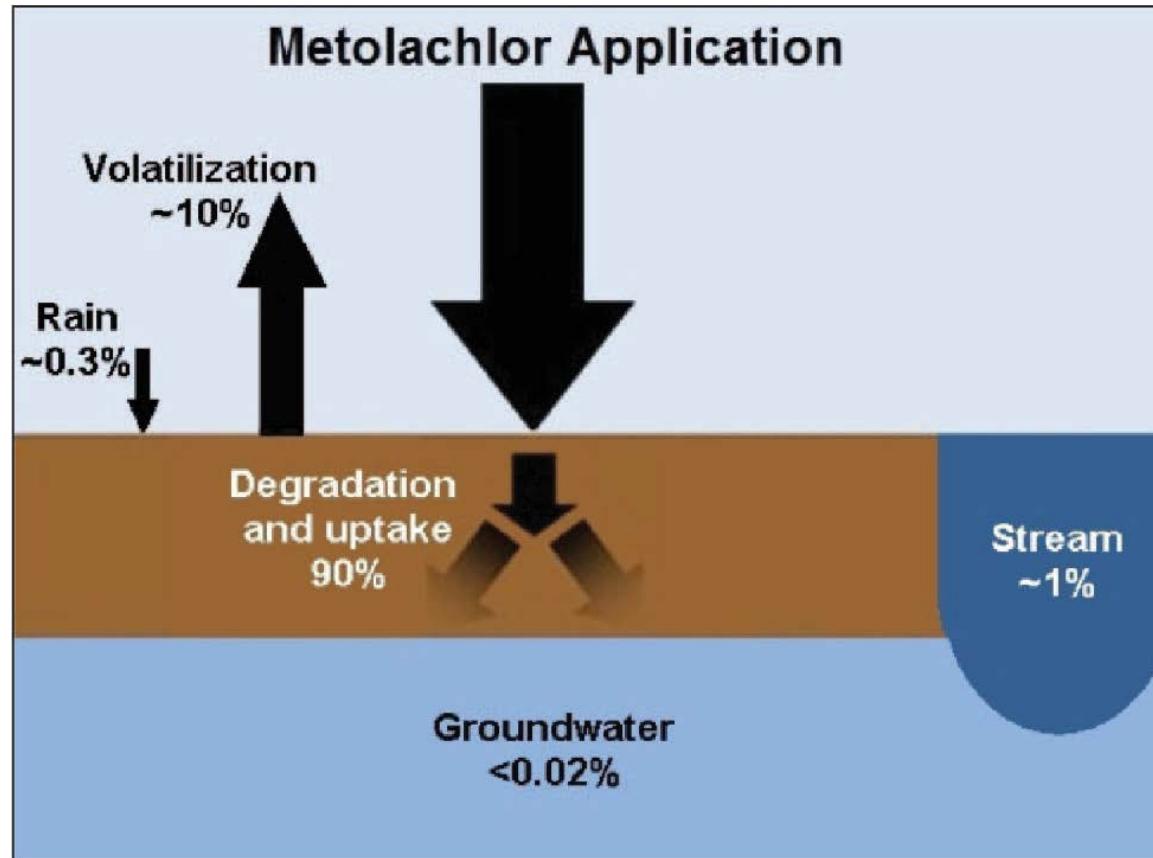 Metolachlor Application
Volatilization
~10%
Rain
~0.3%
Degradation
and uptake
90%
Stream
~1%
Groundwater
<0.02%